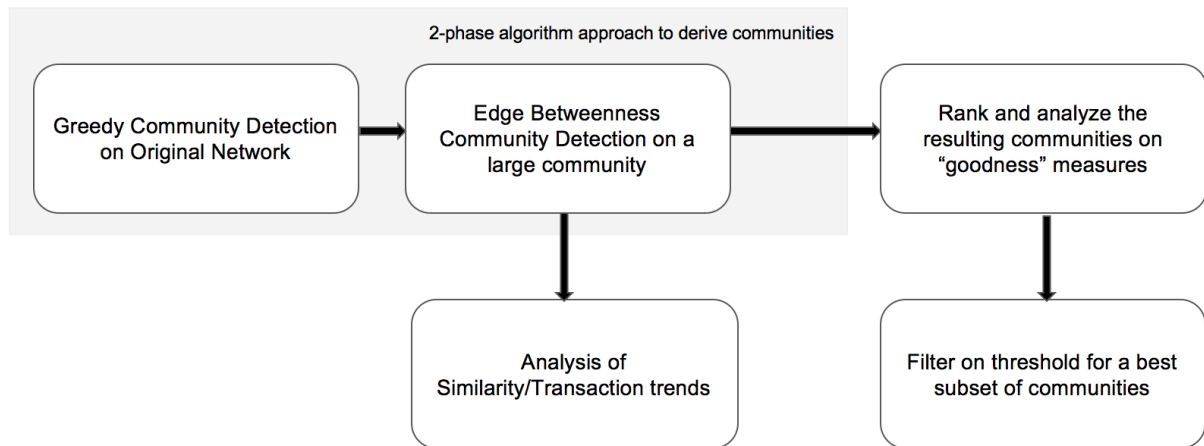 2-phase algorithm approach to derive communities
Greedy Community Detection
on Original Network
Edge Betweenness
Community Detection on a
large community
Rank and analyze the
resulting communities on
“goodness” measures
Analysis of
Similarity/Transaction trends
Filter on threshold for a best
subset of communities